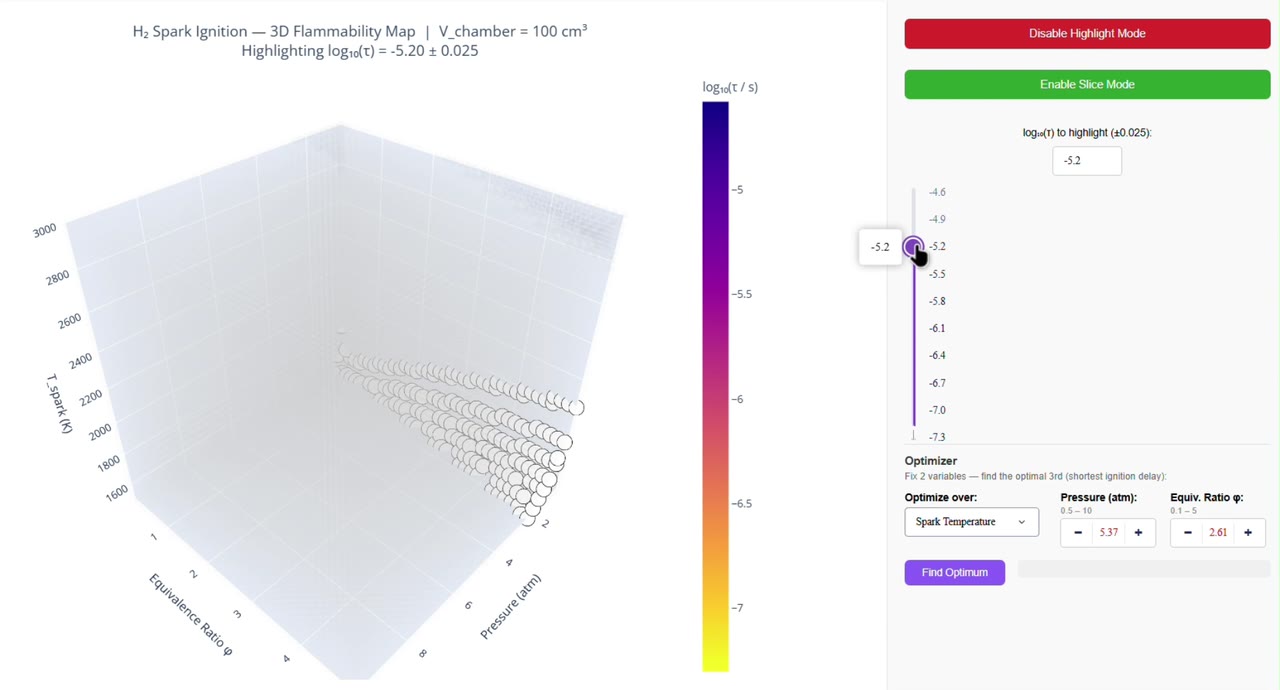 H₂ Spark Ignition — 3D Flammability Map | V_chamber = 100 cm³
Highlighting log₁₀(τ) = -5.20 ± 0.025
log₁₀(τ / s)
−5
−5.5
−6
−6.5
−7
3000
2800
2600
2400
2200
2000
1800
1600
T_spark (K)
1
2
3
4
Equivalence Ratio φ
2
4
6
8
Pressure (atm)
Disable Highlight Mode
Enable Slice Mode
log₁₀(τ) to highlight (±0.025):
-5.2
-4.6
-4.9
-5.2
-5.2
-5.5
-5.8
-6.1
-6.4
-6.7
-7.0
-7.3
Optimizer
Fix 2 variables — find the optimal 3rd (shortest ignition delay):
Optimize over:
Spark Temperature
Pressure (atm):
0.5 – 10
− 5.37 +
Equiv. Ratio φ:
0.1 – 5
− 2.61 +
Find Optimum